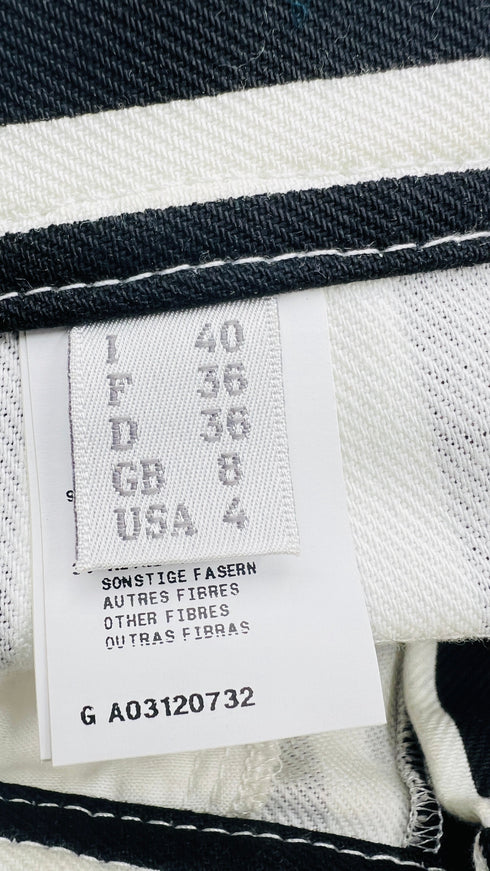 I 40
F 36
D 36
GB 8
USA 4
SONSTIGE FASERN
AUTRES FIBRES
OTHER FIBRES
OUTRAS FIBRAS
G A03120732